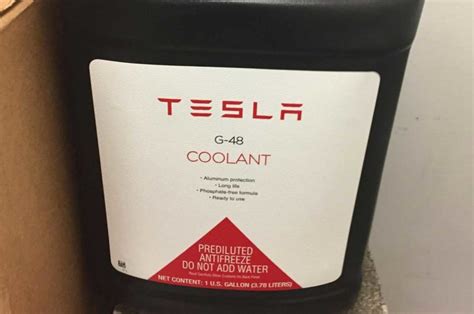 TESLA
G-48
COOLANT
• Aluminum protection
• Long life
• Phosphate-free formula
• Ready to use
PREDILUTED
ANTIFREEZE
DO NOT ADD WATER
NET CONTENT: 1 U.S. GALLON (3.78 LITERS)